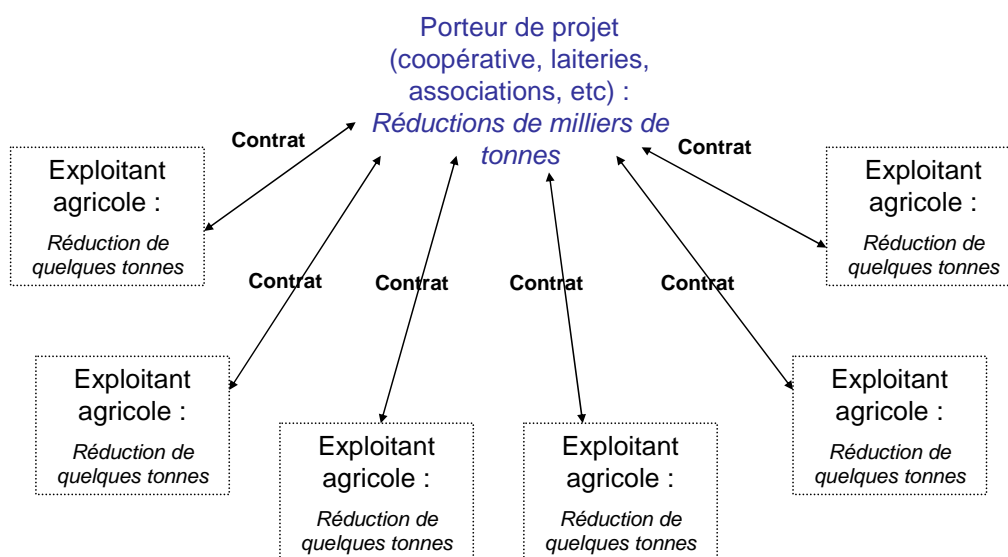 Porteur de projet
(coopérative, laiteries,
associations, etc) :
Réductions de milliers de
tonnes
Contrat
Contrat
Exploitant
agricole :
Réduction de
quelques tonnes
Exploitant
agricole :
Réduction de
quelques tonnes
Contrat
Contrat
Contrat
Contrat
Exploitant
agricole :
Réduction de
quelques tonnes
Exploitant
agricole :
Réduction de
quelques tonnes
Exploitant
agricole :
Réduction de
quelques tonnes
Exploitant
agricole :
Réduction de
quelques tonnes